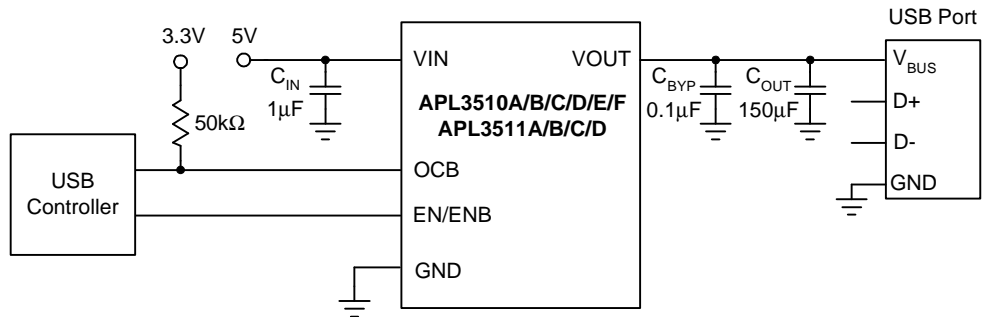 USB Port
3.3V 5V
VIN VOUT V_BUS
C_IN C_BYP C_OUT
APL3510A/B/C/D/E/F D+
1μF 0.1μF 150μF
50kΩ APL3511A/B/C/D
D-
USB OCB GND
Controller EN/ENB
GND